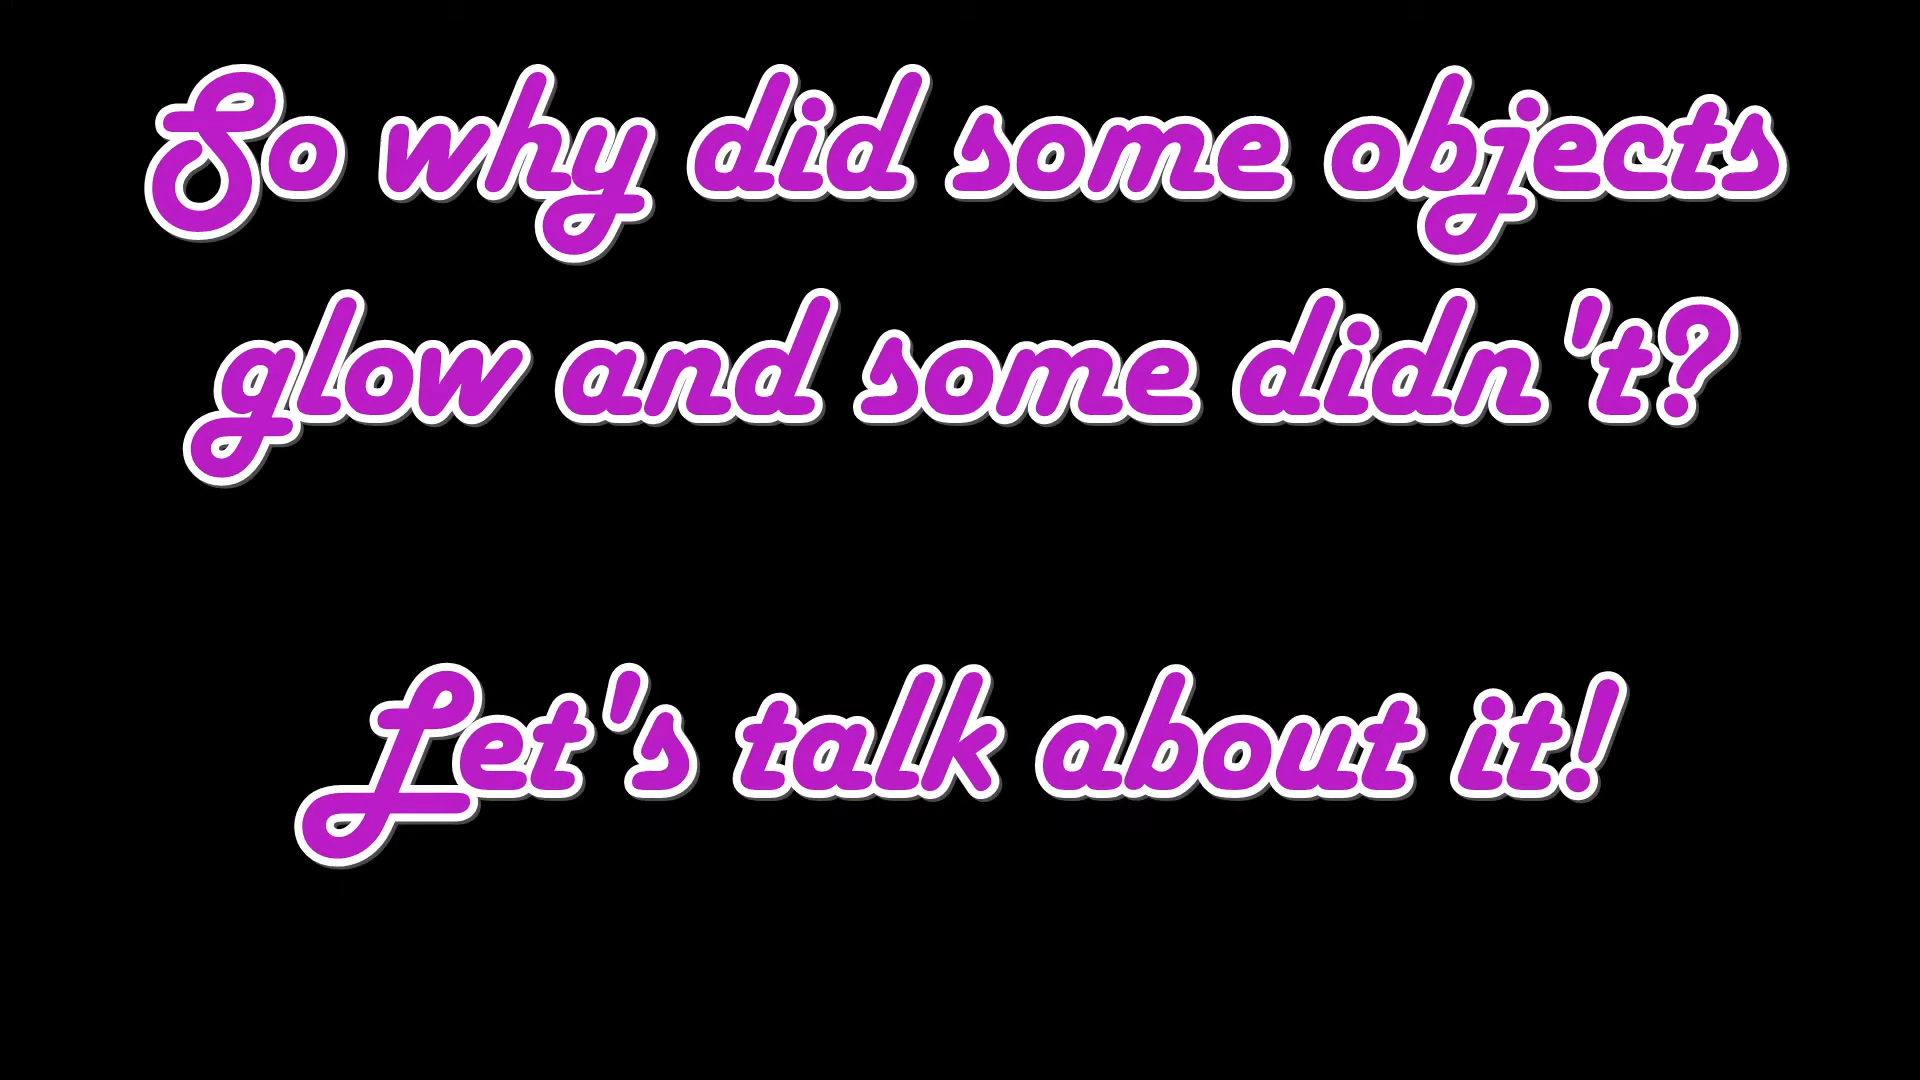 So why did some objects
glow and some didn't?
Let's talk about it!